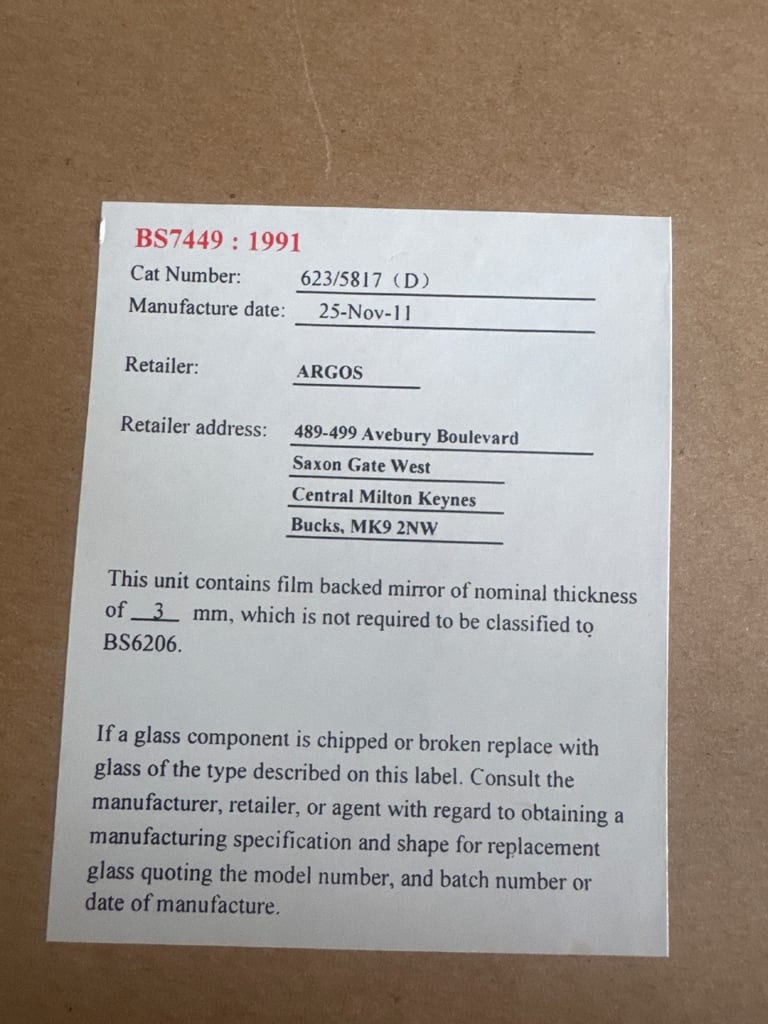 BS7449 : 1991
Cat Number: 623/5817 (D)
Manufacture date: 25-Nov-11
Retailer: ARGOS
Retailer address: 489-499 Avebury Boulevard
Saxon Gate West
Central Milton Keynes
Bucks, MK9 2NW
This unit contains film backed mirror of nominal thickness
of 3 mm, which is not required to be classified to
BS6206.
If a glass component is chipped or broken replace with
glass of the type described on this label. Consult the
manufacturer, retailer, or agent with regard to obtaining a
manufacturing specification and shape for replacement
glass quoting the model number, and batch number or
date of manufacture.